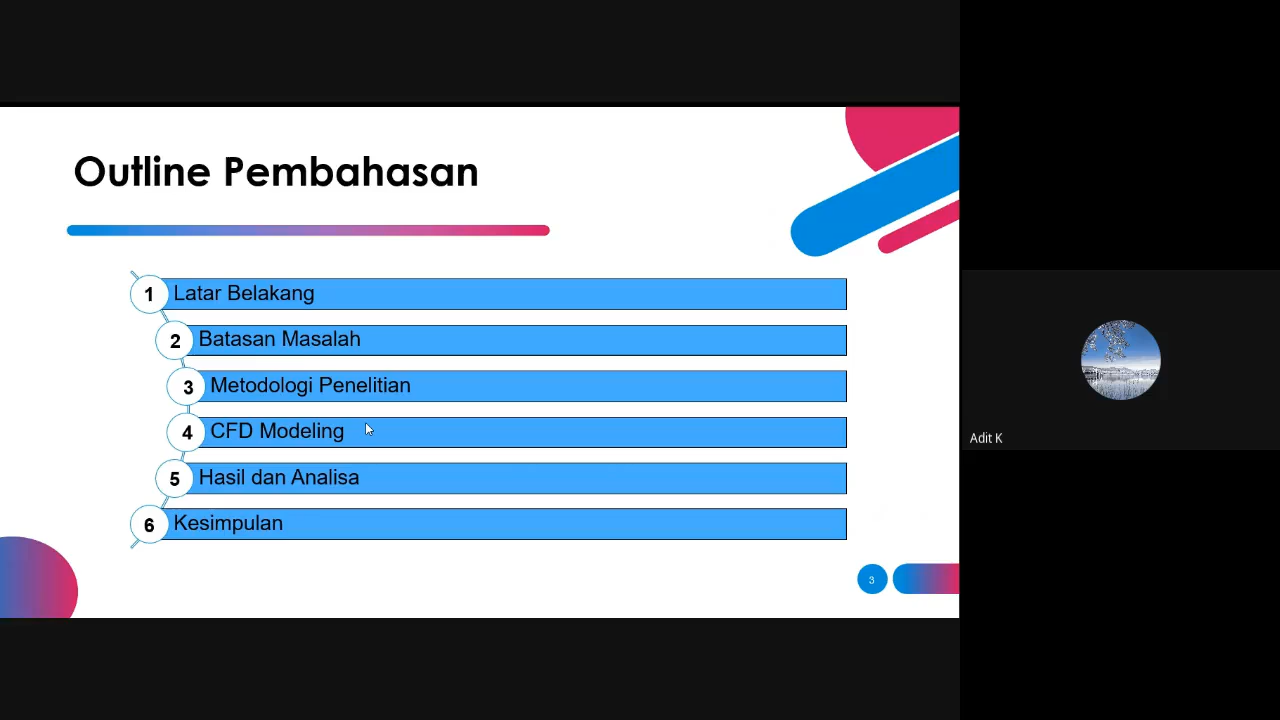 Outline Pembahasan
1 Latar Belakang
2 Batasan Masalah
3 Metodologi Penelitian
4 CFD Modeling
5 Hasil dan Analisa
6 Kesimpulan
3
Adit K